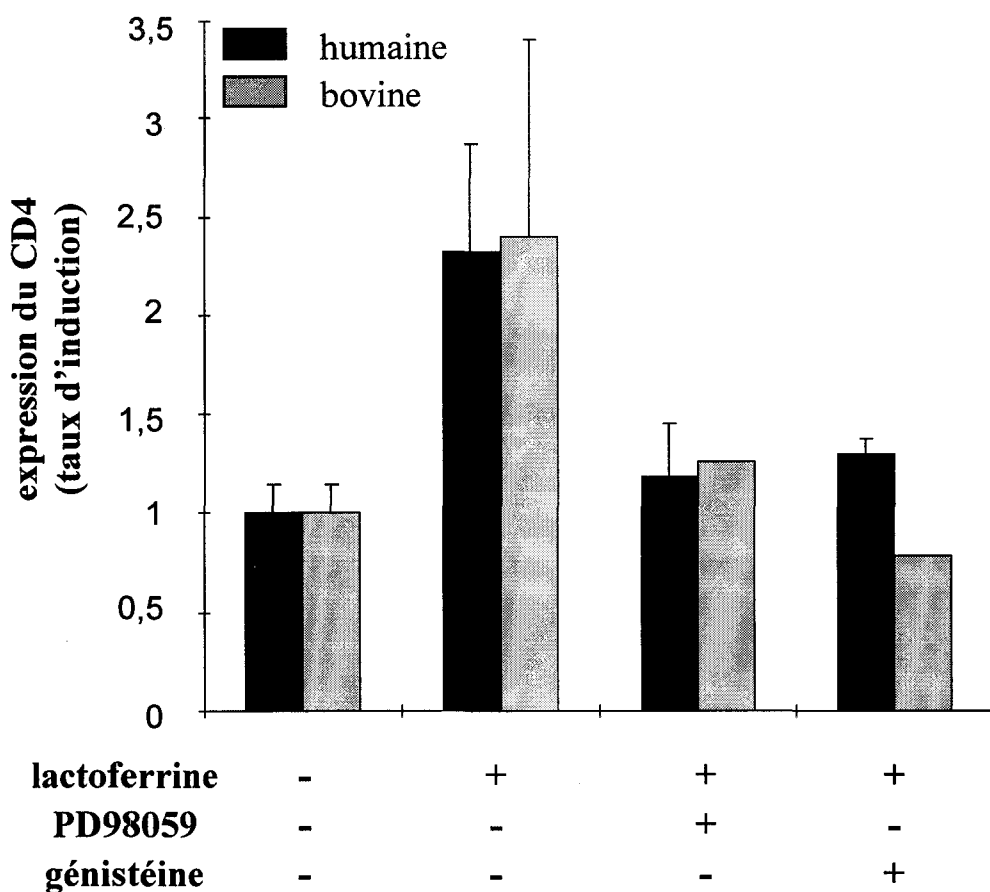 3,5
humaine
bovine
3
2,5
2
1,5
1
0,5
0
expression du CD4
(taux d'induction)
lactoferrine - + + +
PD98059 - - + -
génistéine - - - +